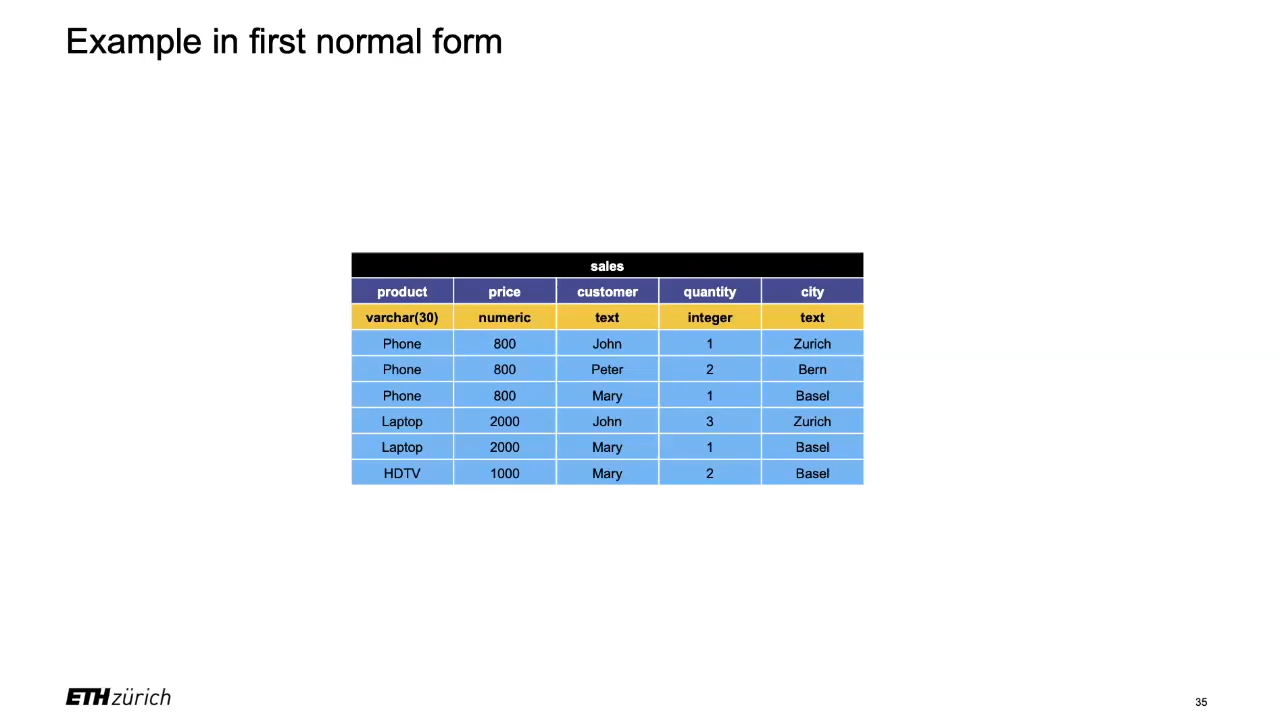 Example in first normal form
sales
product price customer quantity city
varchar(30) numeric text integer text
Phone 800 John 1 Zurich
Phone 800 Peter 2 Bern
Phone 800 Mary 1 Basel
Laptop 2000 John 3 Zurich
Laptop 2000 Mary 1 Basel
HDTV 1000 Mary 2 Basel
ETH zürich
35